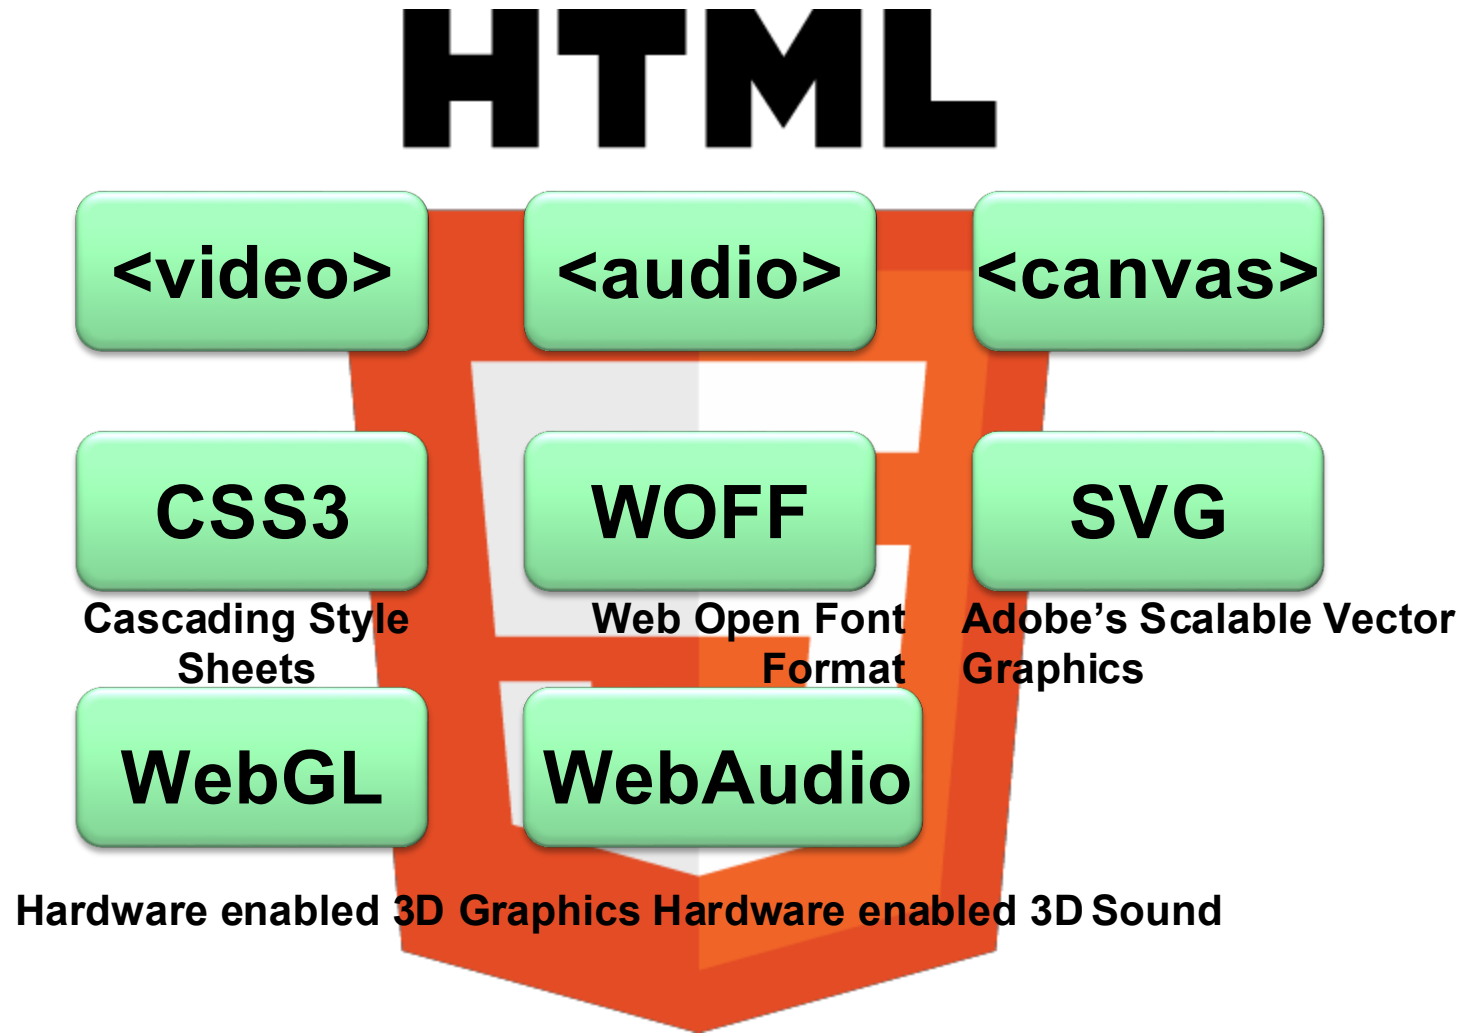 HTML
<video>
<audio>
<canvas>
CSS3
WOFF
SVG
Cascading Style
Sheets
Web Open Font
Format
Adobe’s Scalable Vector
Graphics
WebGL
WebAudio
Hardware enabled 3D Graphics
Hardware enabled 3D Sound